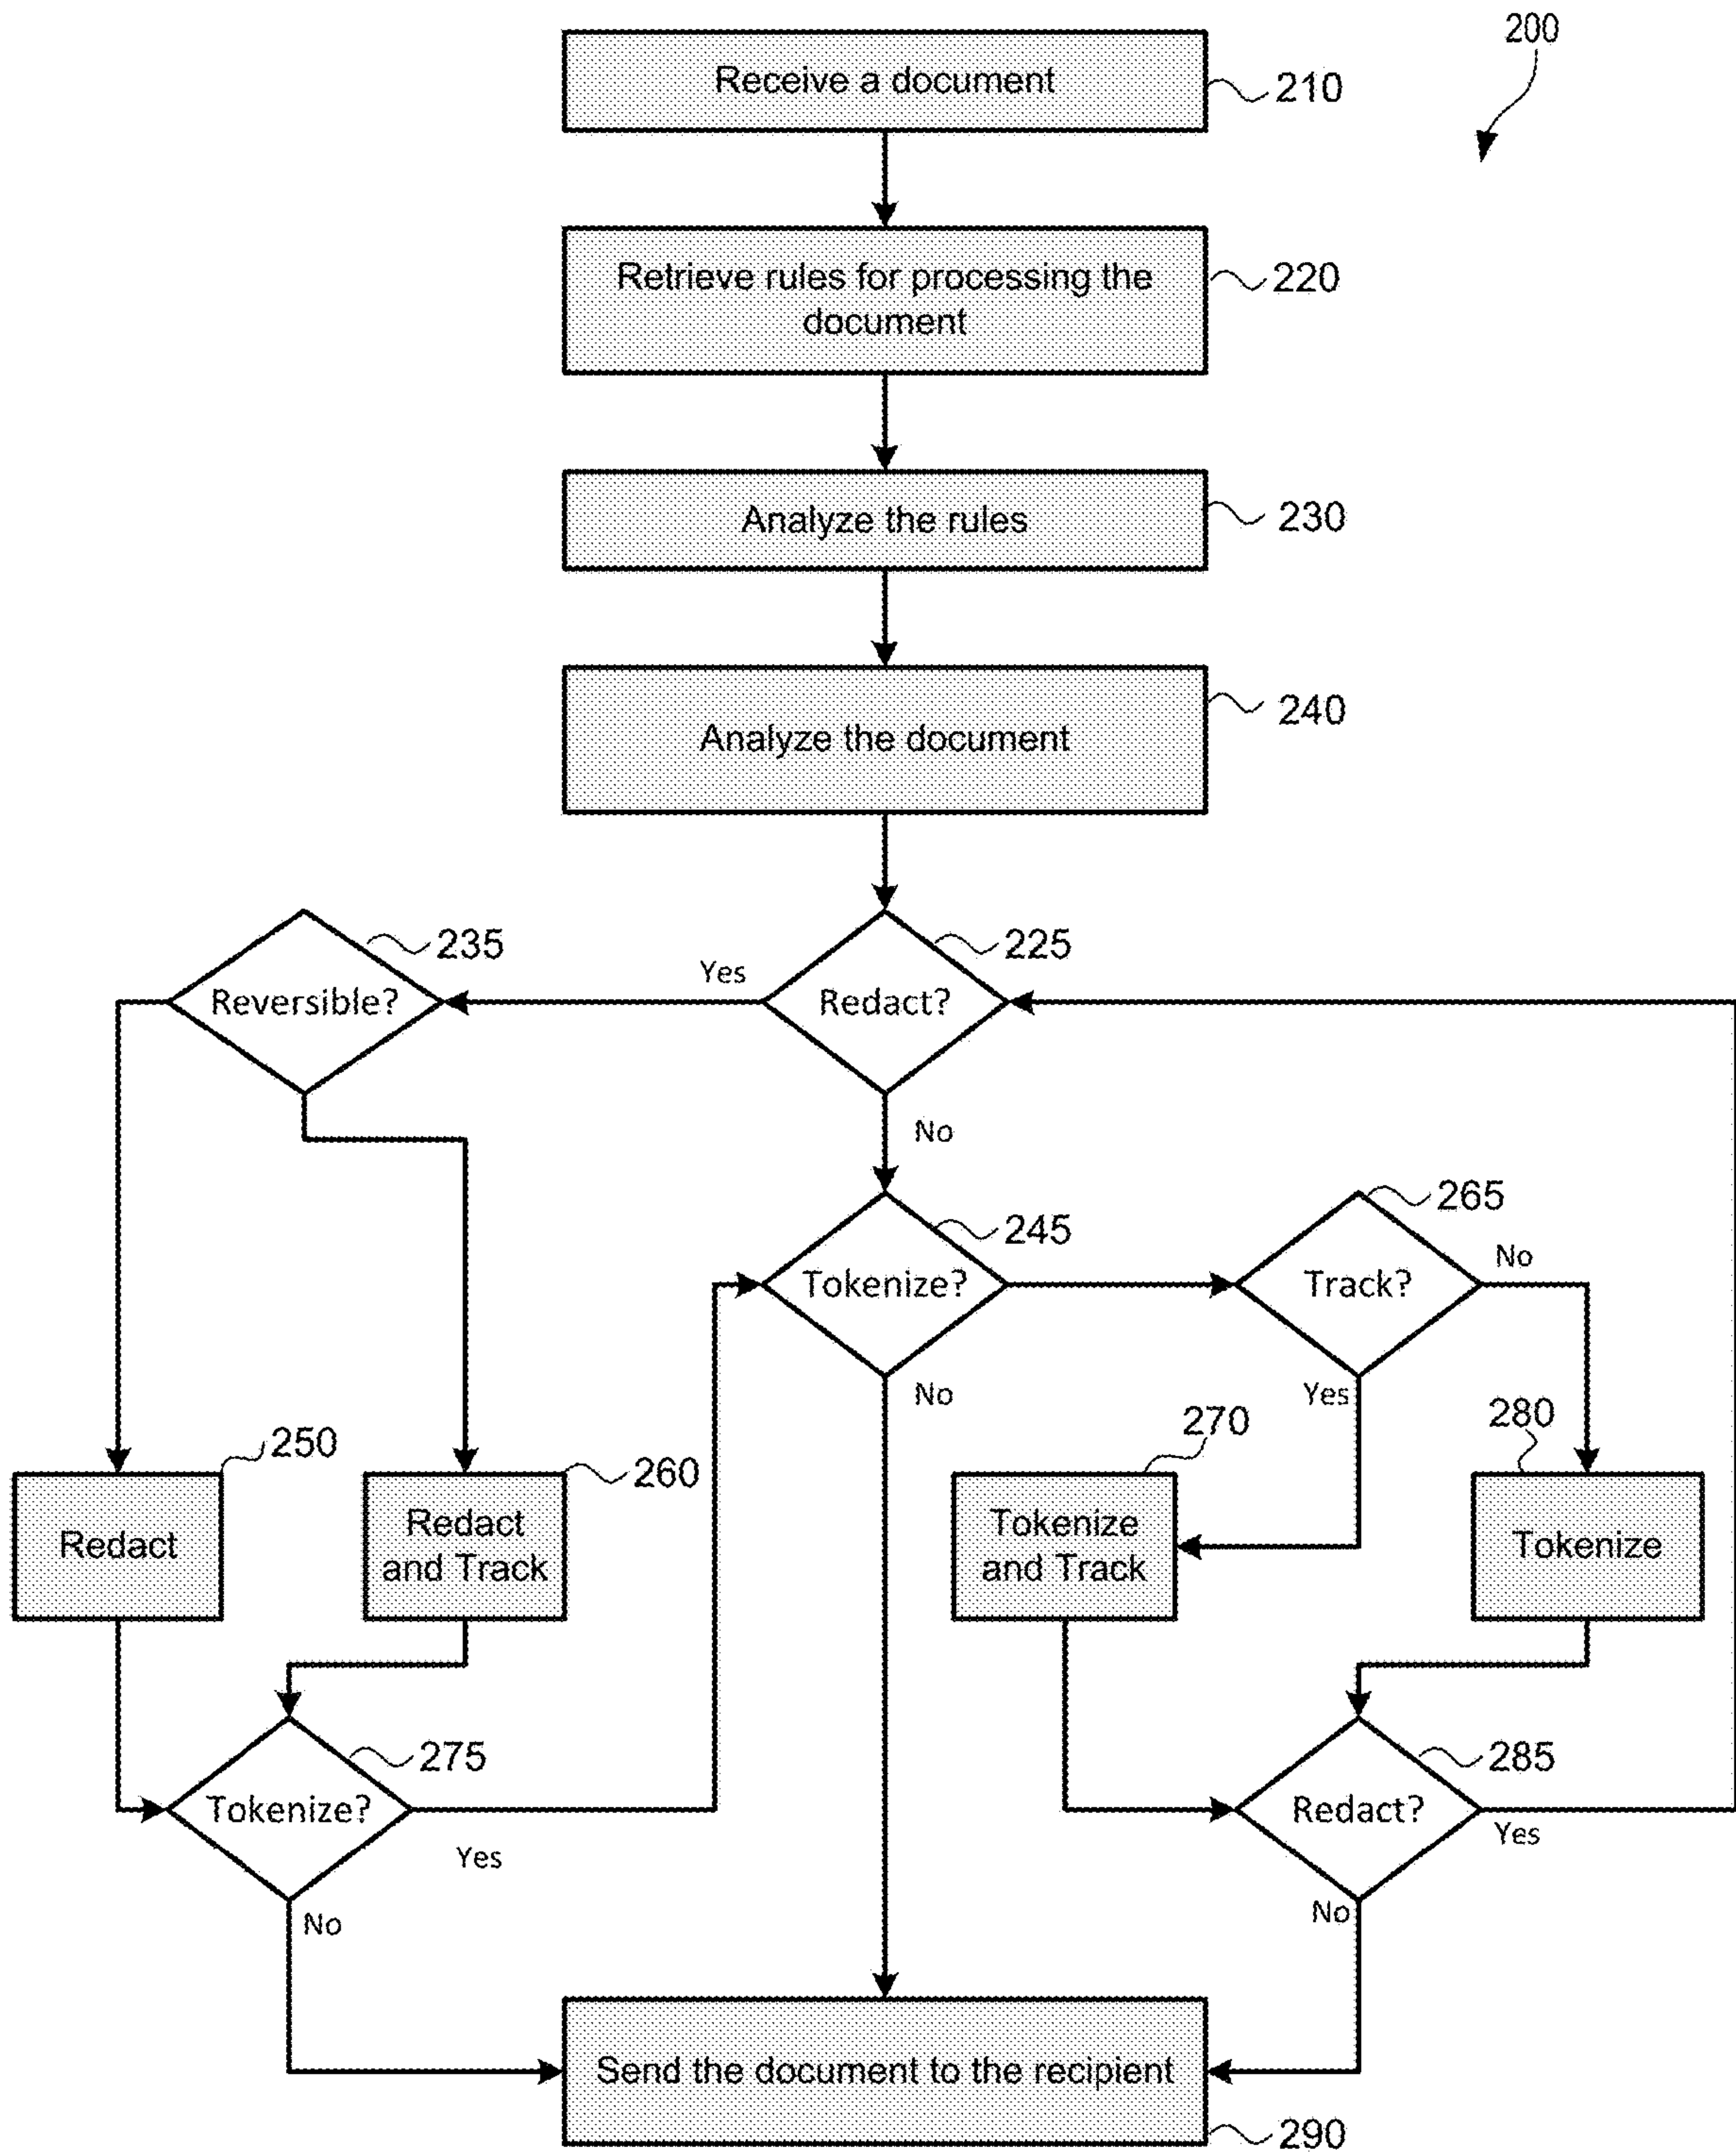 200
Receive a document
210
Retrieve rules for processing the
document
220
Analyze the rules
230
Analyze the document
240
235
Reversible?
Yes
225
Redact?
No
245
Tokenize?
No
265
Track?
No
Yes
250
Redact
260
Redact
and Track
270
Tokenize
and Track
280
Tokenize
275
Tokenize?
Yes
No
285
Redact?
Yes
No
Send the document to the recipient
290